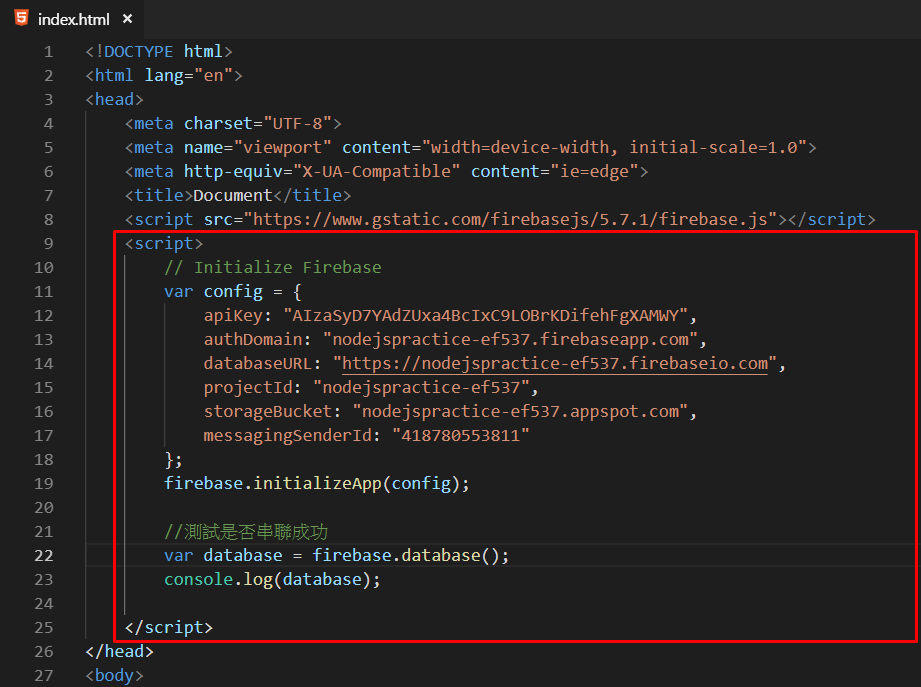 index.html ×
1 <!DOCTYPE html>
2 <html lang="en">
3 <head>
4 <meta charset="UTF-8">
5 <meta name="viewport" content="width=device-width, initial-scale=1.0">
6 <meta http-equiv="X-UA-Compatible" content="ie=edge">
7 <title>Document</title>
8 <script src="https://www.gstatic.com/firebasejs/5.7.1/firebase.js"></script>
9 <script>
10 // Initialize Firebase
11 var config = {
12 apiKey: "AIzaSyD7YAdZUxa4BcIxC9LOBrKDifehFgXAMWY",
13 authDomain: "nodejspractice-ef537.firebaseapp.com",
14 databaseURL: "https://nodejspractice-ef537.firebaseio.com",
15 projectId: "nodejspractice-ef537",
16 storageBucket: "nodejspractice-ef537.appspot.com",
17 messagingSenderId: "418780553811"
18 };
19 firebase.initializeApp(config);
20
21 //測試是否串聯成功
22 var database = firebase.database();
23 console.log(database);
24
25 </script>
26 </head>
27 <body>